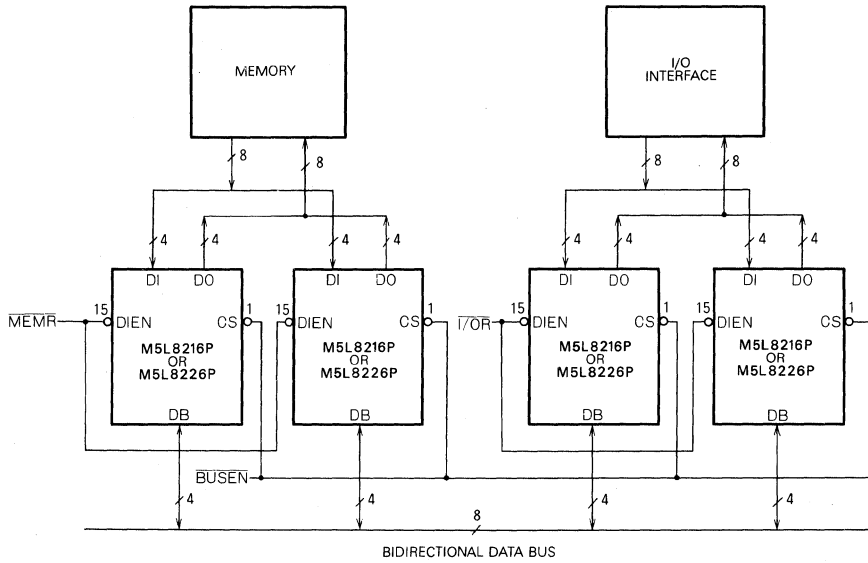 MEMORY
I/O
INTERFACE
8 8 8 8
4 4 4 4 4 4 4 4
DI DO DI DO DI DO DI DO
MEMR 15 DIEN CS 1 15 DIEN CS 1 I/OR 15 DIEN CS 1 15 DIEN CS 1
M5L8216P M5L8216P M5L8216P M5L8216P
OR OR OR OR
M5L8226P M5L8226P M5L8226P M5L8226P
DB DB DB DB
BUSEN
4 4 4 4
8
BIDIRECTIONAL DATA BUS